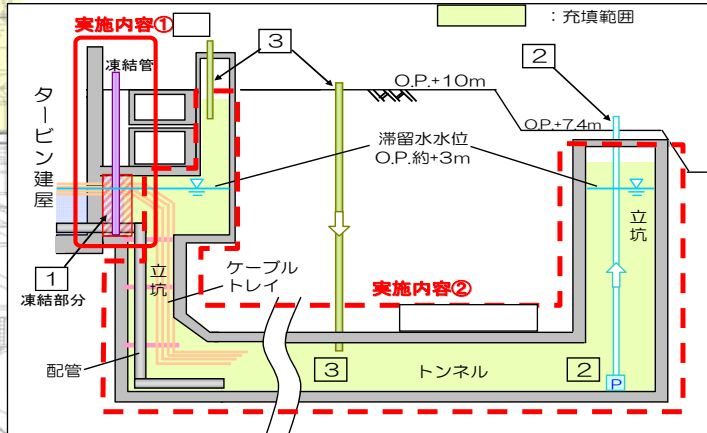 実施内容①
：充填範囲
3
凍結管
O.P.+10m
2
O.P.+7.4m
タービン建屋
滞留水水位
O.P.約+3m
立坑
1
凍結部分
立坑
ケーブル
トレイ
実施内容②
配管
3
トンネル
2
P